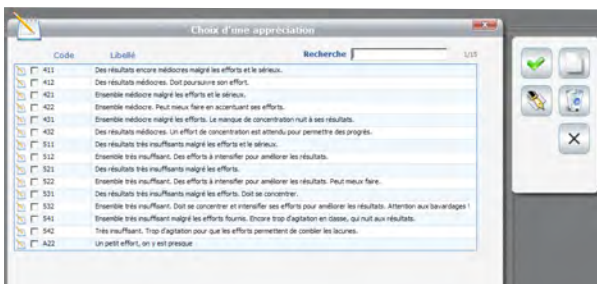 Choix d'une appréciation
Code Libellé Recherche 1/15
411 Des résultats encore médiocres malgré les efforts et le sérieux.
412 Des résultats médiocres. Doit poursuivre son effort.
421 Ensemble médiocre malgré les efforts et le sérieux.
422 Ensemble médiocre. Peut mieux faire en accentuant ses efforts.
431 Ensemble médiocre malgré les efforts. Le manque de concentration nuit à ses résultats.
432 Des résultats médiocres. Un effort de concentration est attendu pour permettre des progrès.
511 Des résultats très insuffisants malgré les efforts et le sérieux.
512 Ensemble très insuffisant. Des efforts à intensifier pour améliorer les résultats.
521 Des résultats très insuffisants malgré les efforts.
522 Ensemble très insuffisant. Des efforts à intensifier pour améliorer les résultats. Peut mieux faire.
531 Des résultats très insuffisants malgré les efforts. Doit se concentrer.
532 Ensemble très insuffisant. Doit se concentrer et intensifier ses efforts pour améliorer les résultats. Attention aux bavardages !
541 Ensemble très insuffisant malgré les efforts fournis. Encore trop d'agitation en classe, qui nuit aux résultats.
542 Très insuffisant. Trop d'agitation pour que les efforts permettent de combler les lacunes.
A22 Un petit effort, on y est presque